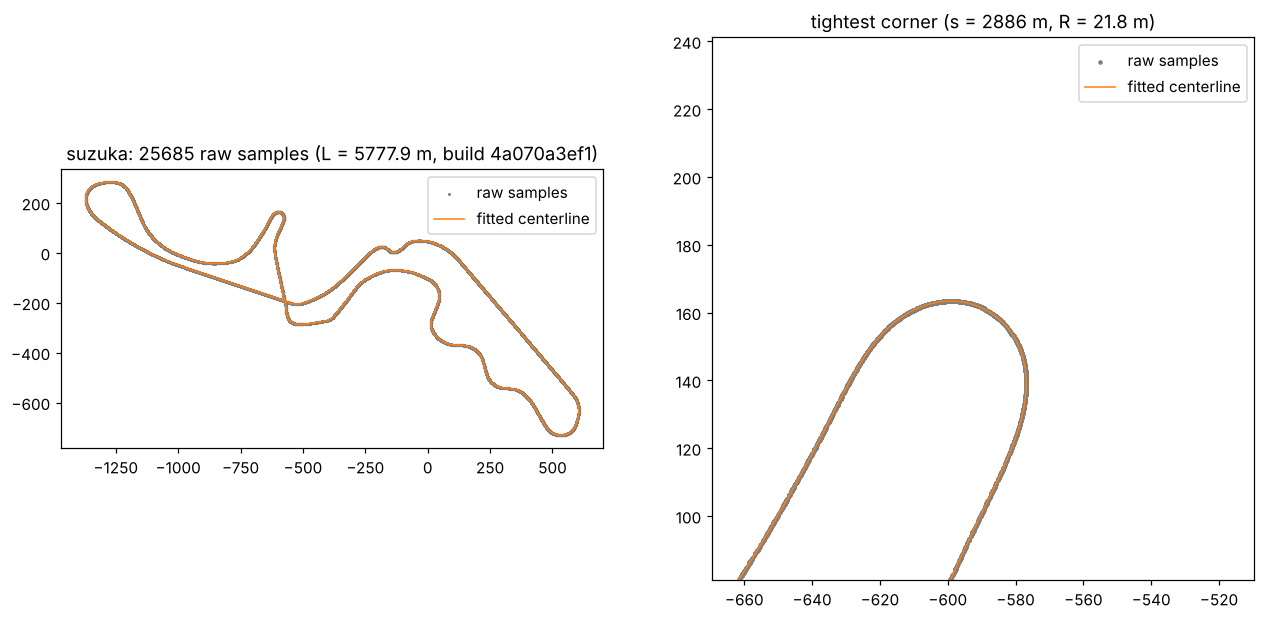 suzuka: 25685 raw samples (L = 5777.9 m, build 4a070a3ef1)
raw samples
fitted centerline
200
0
−200
−400
−600
−1250 −1000 −750 −500 −250 0 250 500
tightest corner (s = 2886 m, R = 21.8 m)
raw samples
fitted centerline
240
220
200
180
160
140
120
100
−660 −640 −620 −600 −580 −560 −540 −520